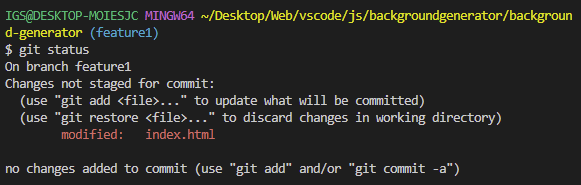 IGS@DESKTOP-MOIESJC MINGW64 ~/Desktop/Web/vscode/js/backgroundgenerator/backgroun
d-generator (feature1)
$ git status
On branch feature1
Changes not staged for commit:
  (use "git add <file>..." to update what will be committed)
  (use "git restore <file>..." to discard changes in working directory)
        modified:   index.html

no changes added to commit (use "git add" and/or "git commit -a")